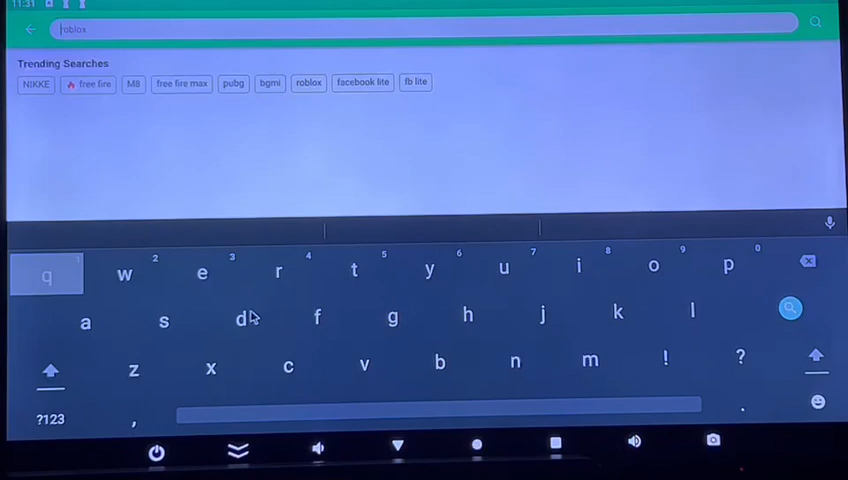 11:31
roblox
Trending Searches
NIKKE free fire M8 free fire max pubg bgmi roblox facebook lite fb lite
1 2 3 4 5 6 7 8 9 0
q w e r t y u i o p
a s d f g h j k l
z x c v b n m ! ?
?123 , .